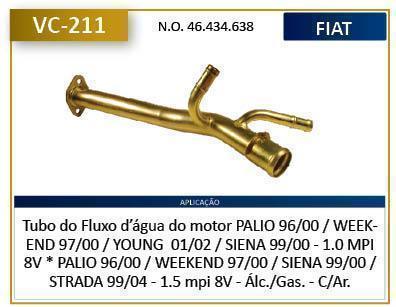 VC-211
N.O. 46.434.638
FIAT
APLICAÇÃO
Tubo do Fluxo d’água do motor PALIO 96/00 / WEEK-
END 97/00 / YOUNG 01/02 / SIENA 99/00 - 1.0 MPI
8V * PALIO 96/00 / WEEKEND 97/00 / SIENA 99/00 /
STRADA 99/04 - 1.5 mpi 8V - Álc./Gas. - C/Ar.